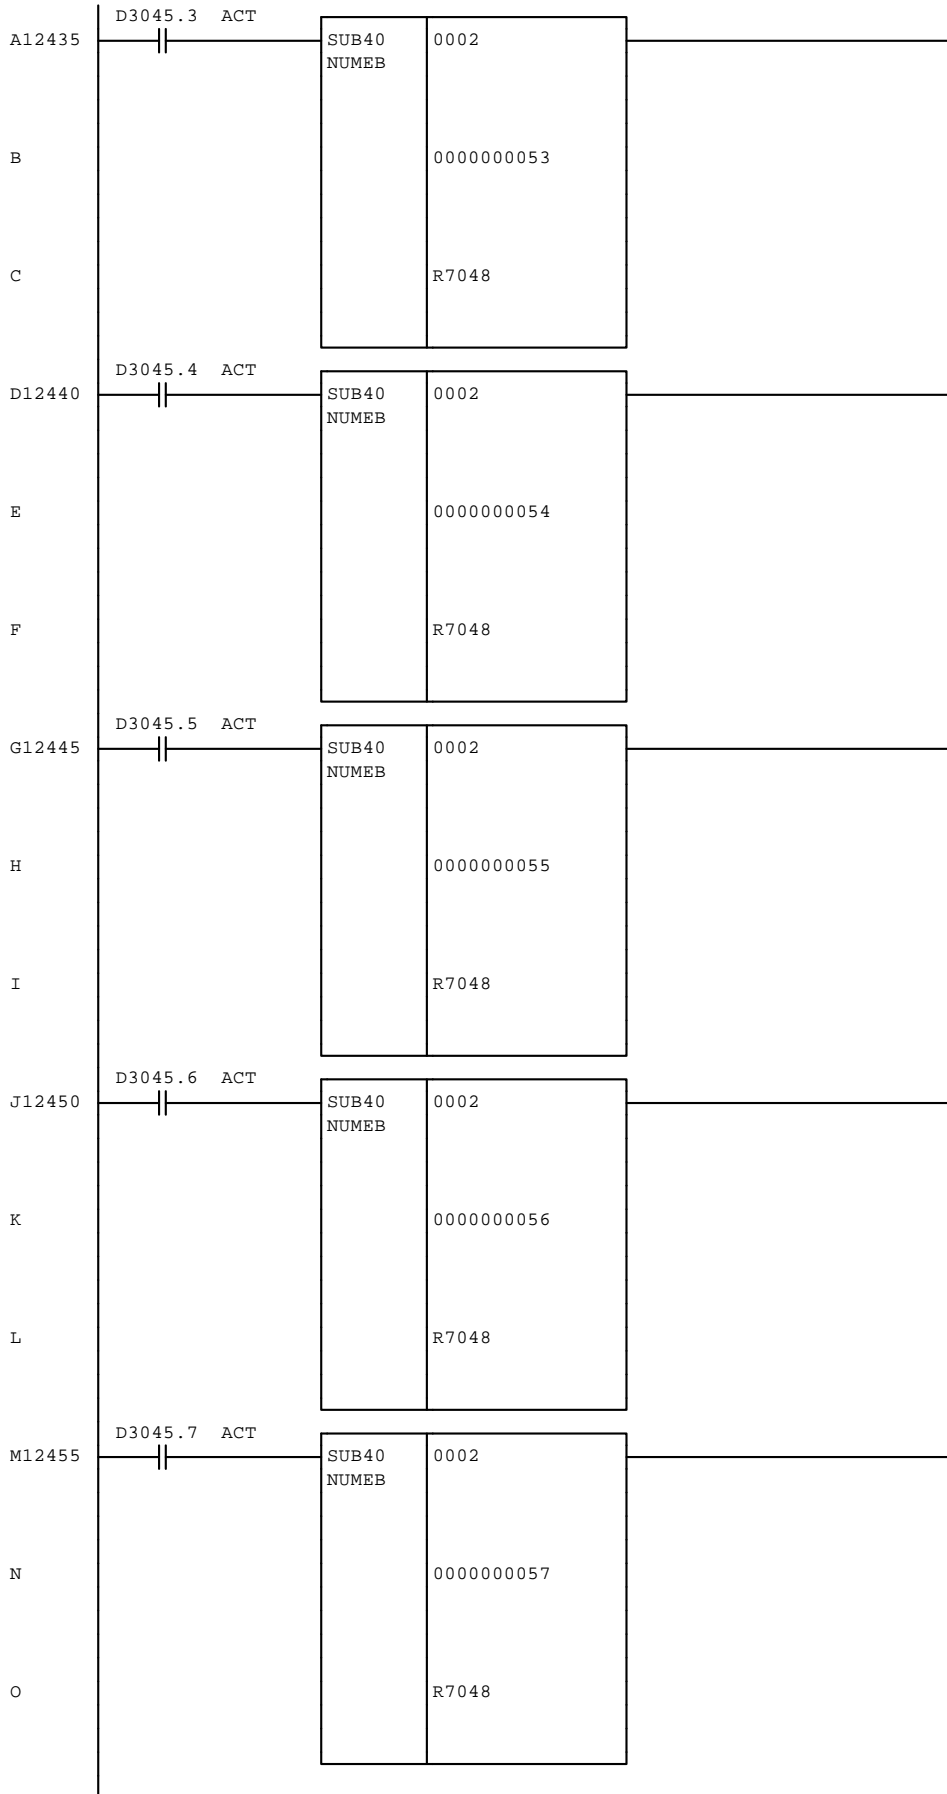 D3045.3 ACT
A12435 SUB40 0002
NUMEB
B 0000000053
C R7048
D3045.4 ACT
D12440 SUB40 0002
NUMEB
E 0000000054
F R7048
D3045.5 ACT
G12445 SUB40 0002
NUMEB
H 0000000055
I R7048
D3045.6 ACT
J12450 SUB40 0002
NUMEB
K 0000000056
L R7048
D3045.7 ACT
M12455 SUB40 0002
NUMEB
N 0000000057
O R7048